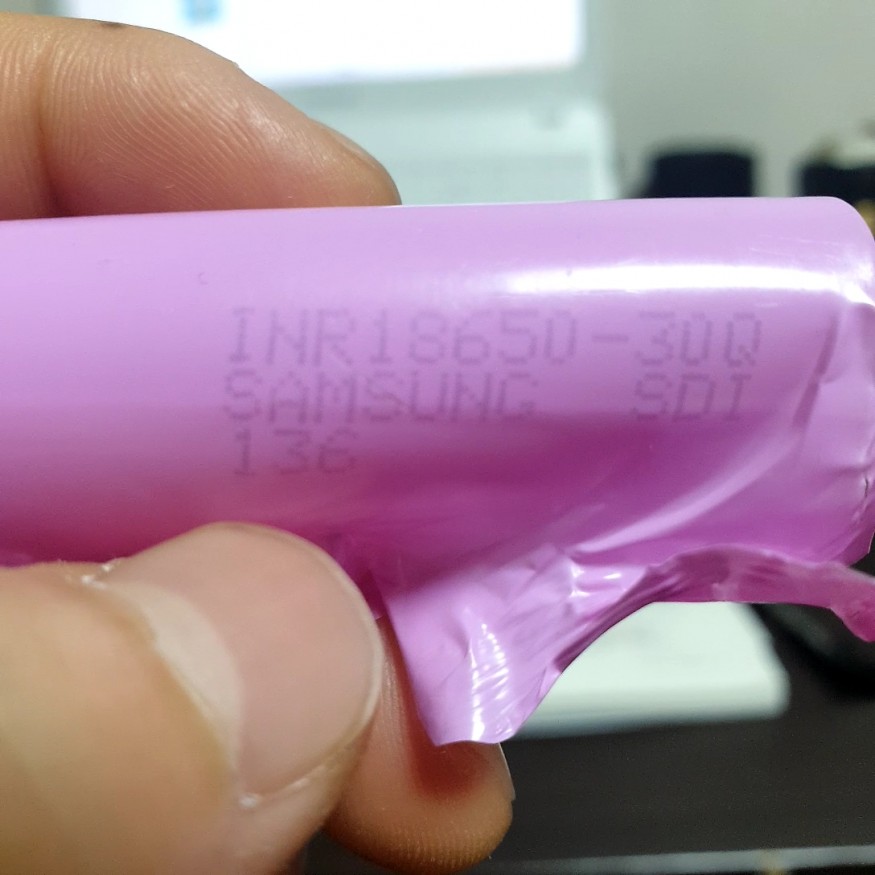 INR18650-30Q
SAMSUNG SDI
136